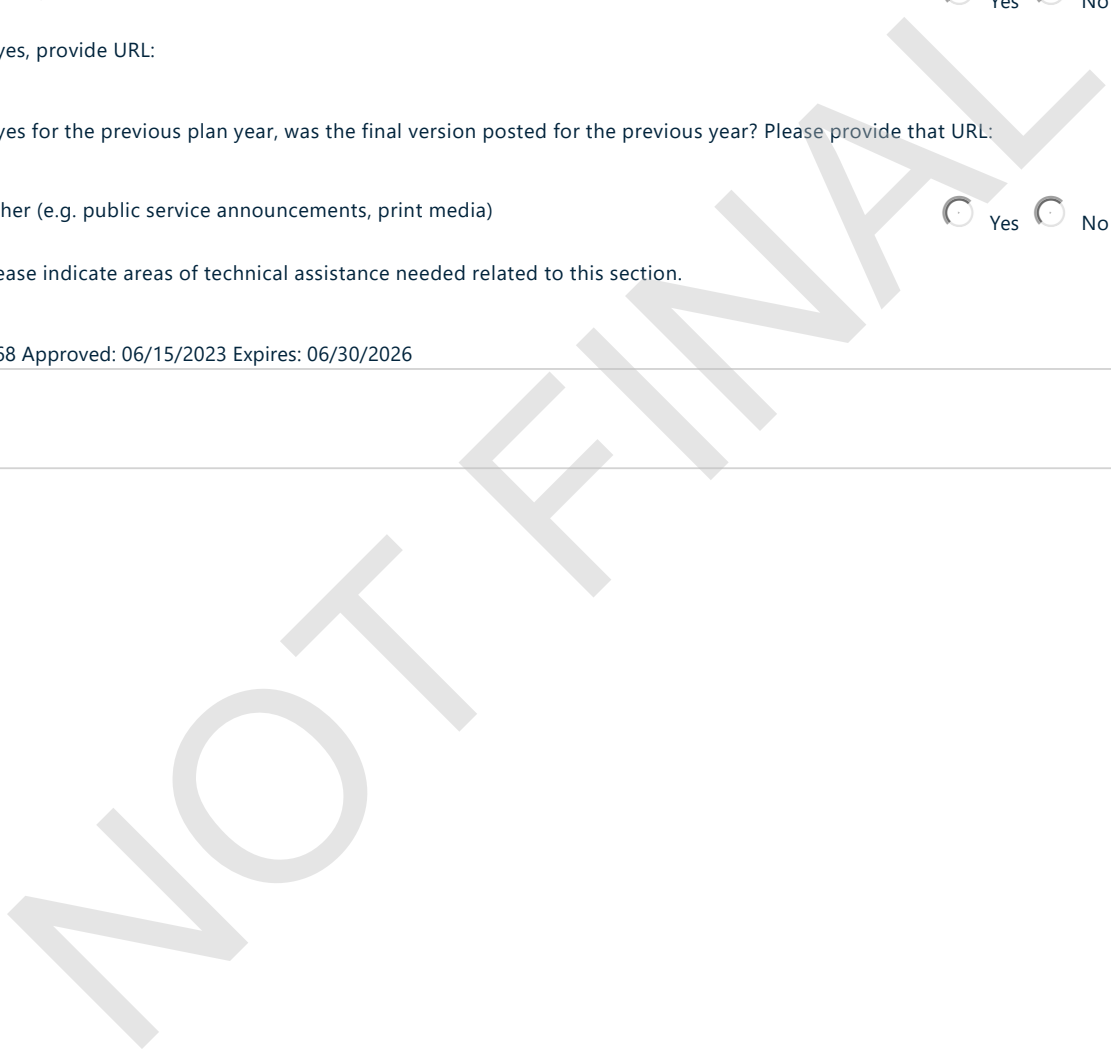 Yes No
yes, provide URL:
yes for the previous plan year, was the final version posted for the previous year? Please provide that URL:
her (e.g. public service announcements, print media)
Yes No
ease indicate areas of technical assistance needed related to this section.
68 Approved: 06/15/2023 Expires: 06/30/2026
NOT FINAL